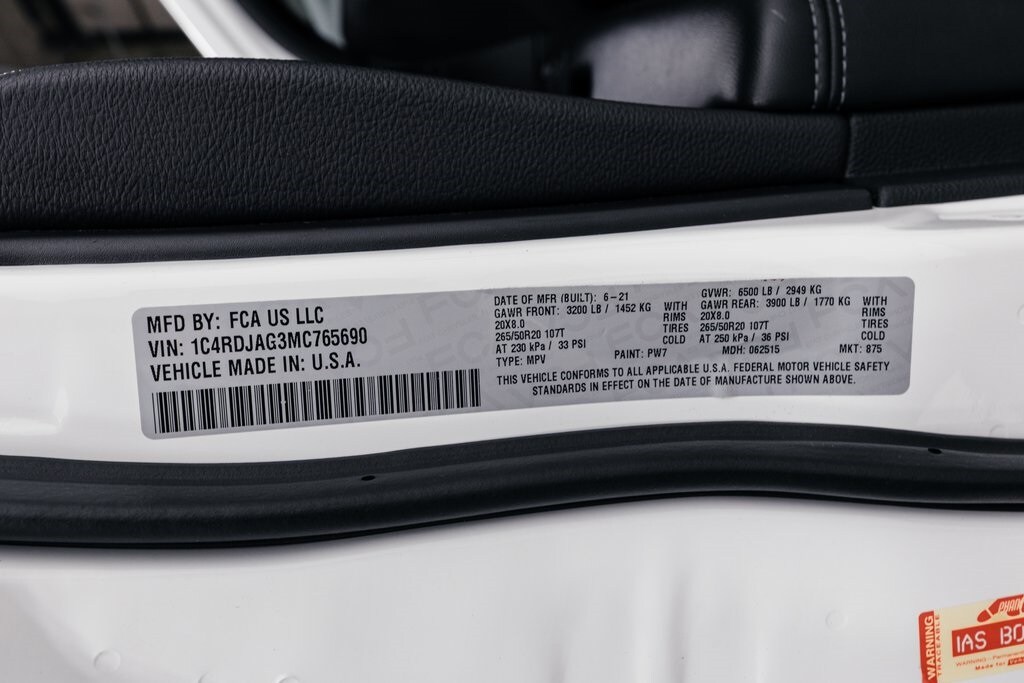 MFD BY: FCA US LLC
VIN: 1C4RDJAG3MC765690
VEHICLE MADE IN: U.S.A.
DATE OF MFR (BUILT): 6-21
GVWR: 6500 LB / 2949 KG
GAWR FRONT: 3200 LB / 1452 KG WITH
GAWR REAR: 3900 LB / 1770 KG WITH
20X8.0 RIMS
20X8.0 RIMS
265/50R20 107T TIRES
265/50R20 107T TIRES
AT 230 kPa / 33 PSI COLD
AT 250 kPa / 36 PSI COLD
TYPE: MPV PAINT: PW7 MDH: 062515 MKT: 875
THIS VEHICLE CONFORMS TO ALL APPLICABLE U.S.A. FEDERAL MOTOR VEHICLE SAFETY
STANDARDS IN EFFECT ON THE DATE OF MANUFACTURE SHOWN ABOVE.
WARNING
TRACEABLE
IAS BO
WARNING
Made for